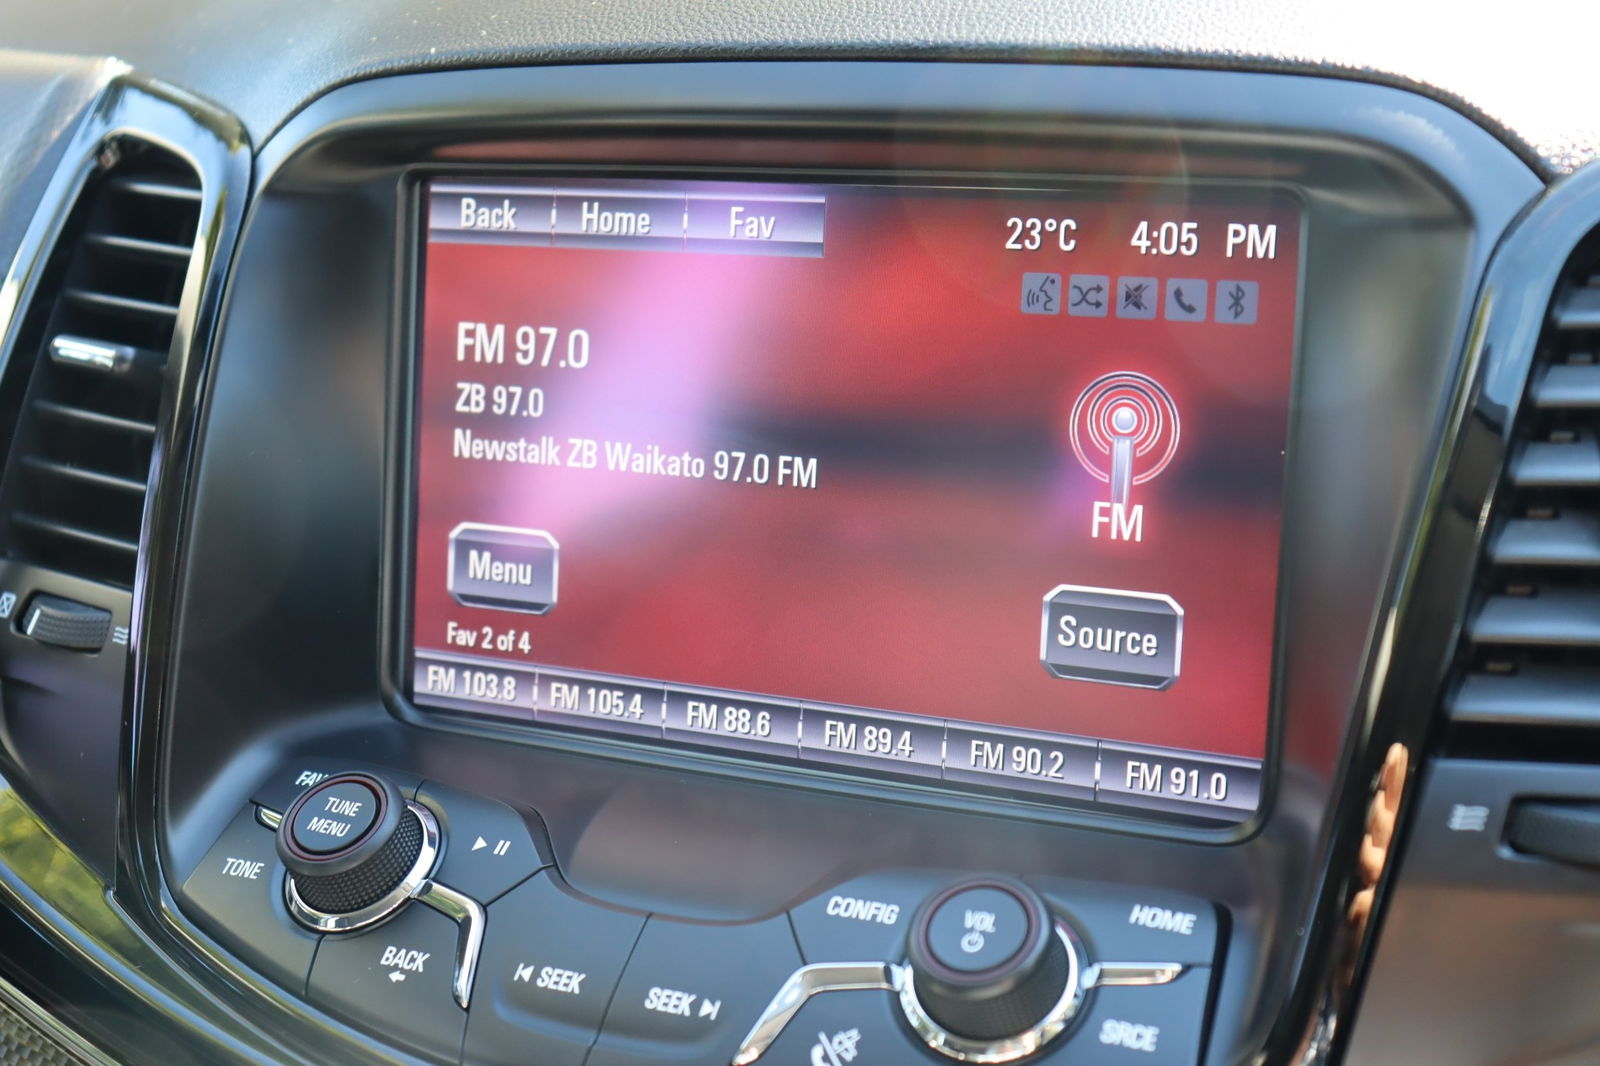 Back Home Fav
23°C 4:05 PM
FM 97.0
ZB 97.0
Newstalk ZB Waikato 97.0 FM
FM
Menu
Source
Fav 2 of 4
FM 103.8 FM 105.4 FM 88.6 FM 89.4 FM 90.2 FM 91.0
TUNE
MENU
TONE
BACK
SEEK
SEEK
CONFIG
VOL
HOME
SRCE